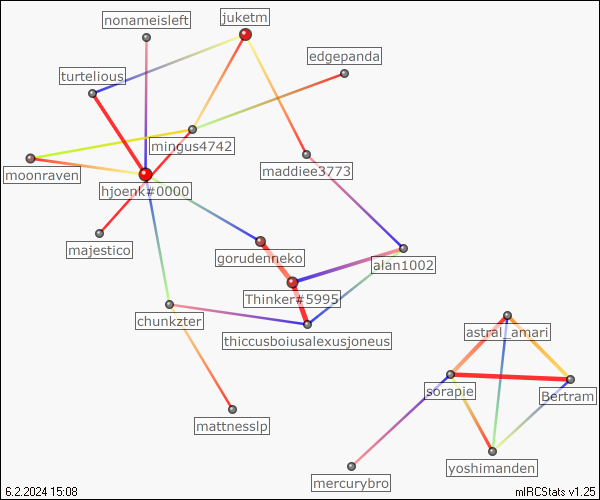 nonameisleft
juketm
edgepanda
turtelious
mingus4742
maddiee3773
moonraven
hjoenk#0000
majestico
gorudenneko
alan1002
Thinker#5995
chunkzter
thiccusboiusalexusjoneus
astral_amari
sorapie
Bertram
mattnesslp
yoshimanden
mercurybro
6.2.2024 15:08
mIRCStats v1.25